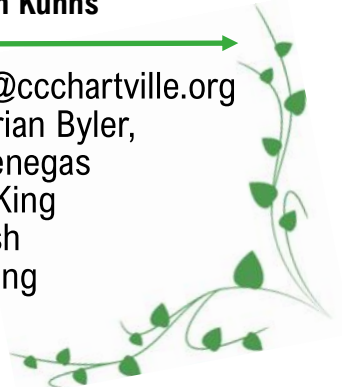 n Kuhns
@ccchartville.org
rian Byler,
enegas
King
sh
ng